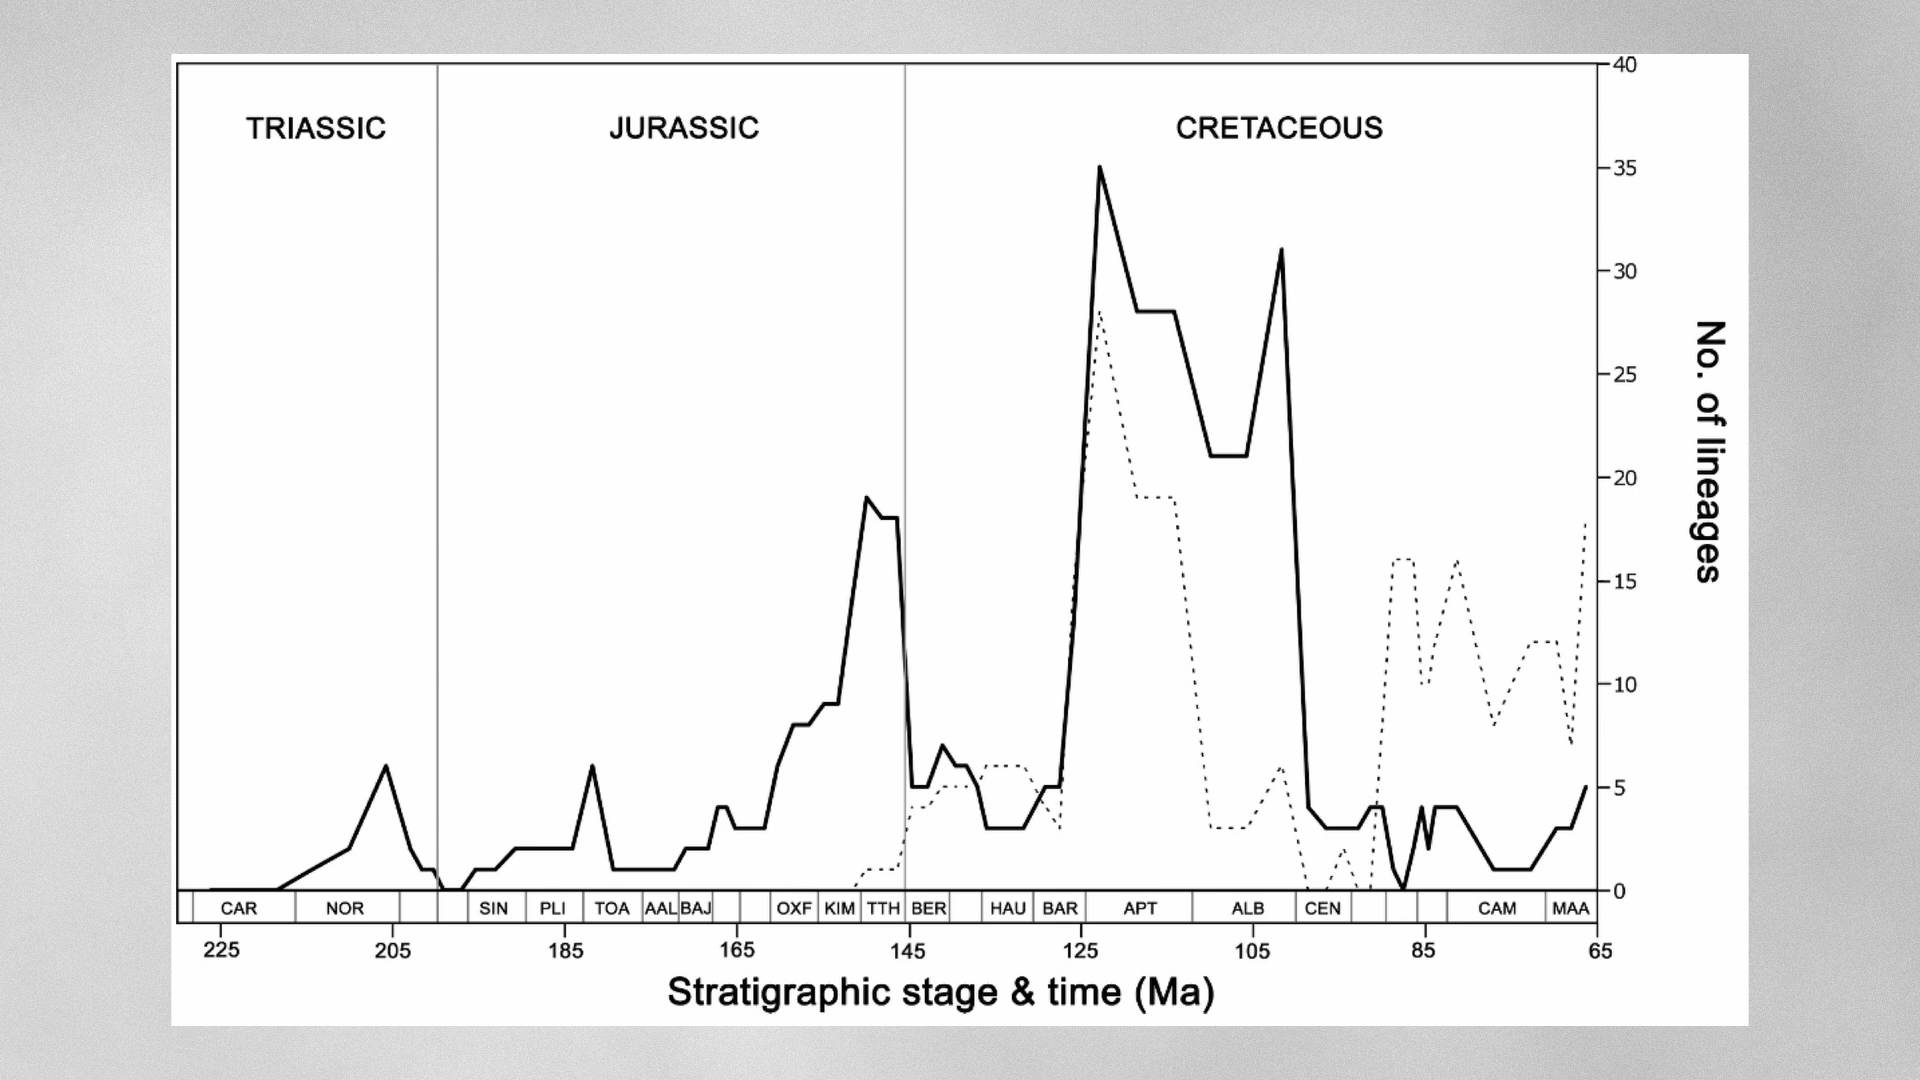 TRIASSIC JURASSIC CRETACEOUS
40
35
30
25
20
15
10
5
0
No. of lineages
CAR NOR SIN PLI TOA AAL BAJ OXF KIM TTH BER HAU BAR APT ALB CEN CAM MAA
225 205 185 165 145 125 105 85 65
Stratigraphic stage & time (Ma)